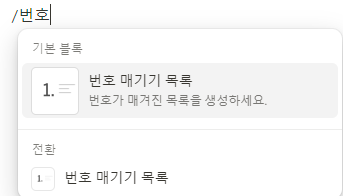 /번호
기본 블록
1.
번호 매기기 목록
번호가 매겨진 목록을 생성하세요.
전환
1.
번호 매기기 목록